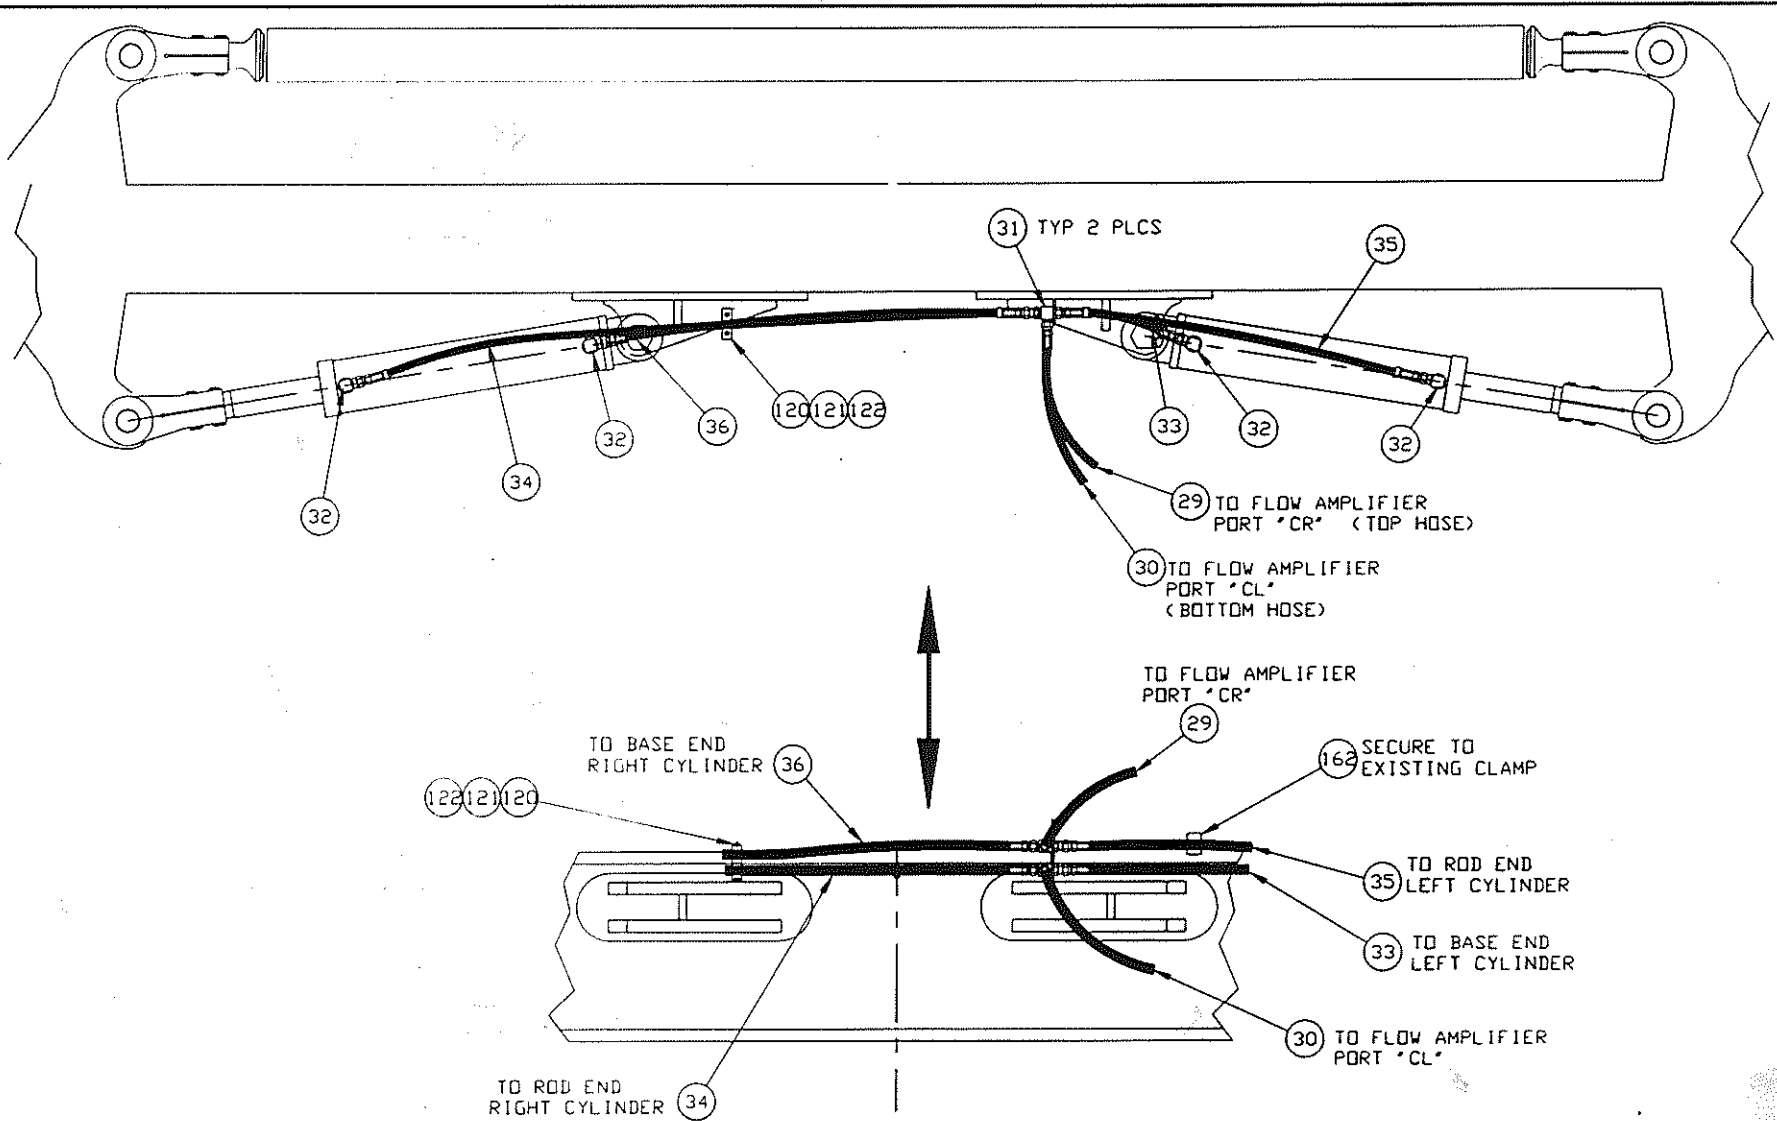 31 TYP 2 PLCS
35
32
34
32
36
120 121 122
33
32
32
29 TO FLOW AMPLIFIER
PORT "CR" (TOP HOSE)
30 TO FLOW AMPLIFIER
PORT "CL"
(BOTTOM HOSE)
TO FLOW AMPLIFIER
PORT "CR"
29
TO BASE END
RIGHT CYLINDER 36
162 SECURE TO
EXISTING CLAMP
122 121 120
35 TO ROD END
LEFT CYLINDER
33 TO BASE END
LEFT CYLINDER
30 TO FLOW AMPLIFIER
PORT "CL"
TO ROD END
RIGHT CYLINDER 34